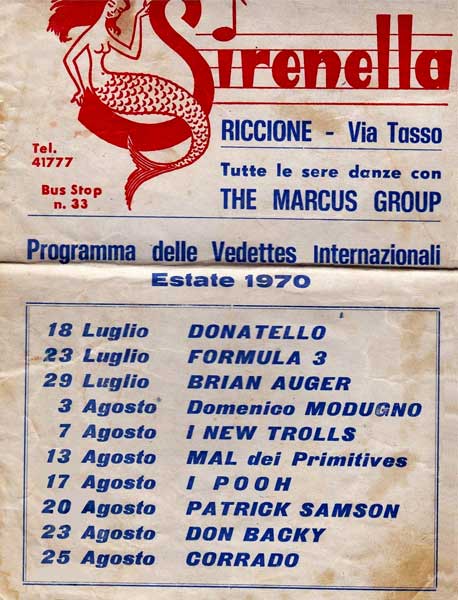 Sirenella
RICCIONE - Via Tasso
Tel.
41777
Tutte le sere danze con
Bus Stop
n. 33
THE MARCUS GROUP
Programma delle Vedettes Internazionali
Estate 1970
18 Luglio DONATELLO
23 Luglio FORMULA 3
29 Luglio BRIAN AUGER
3 Agosto Domenico MODUGNO
7 Agosto I NEW TROLLS
13 Agosto MAL dei Primitives
17 Agosto I POOH
20 Agosto PATRICK SAMSON
23 Agosto DON BACKY
25 Agosto CORRADO